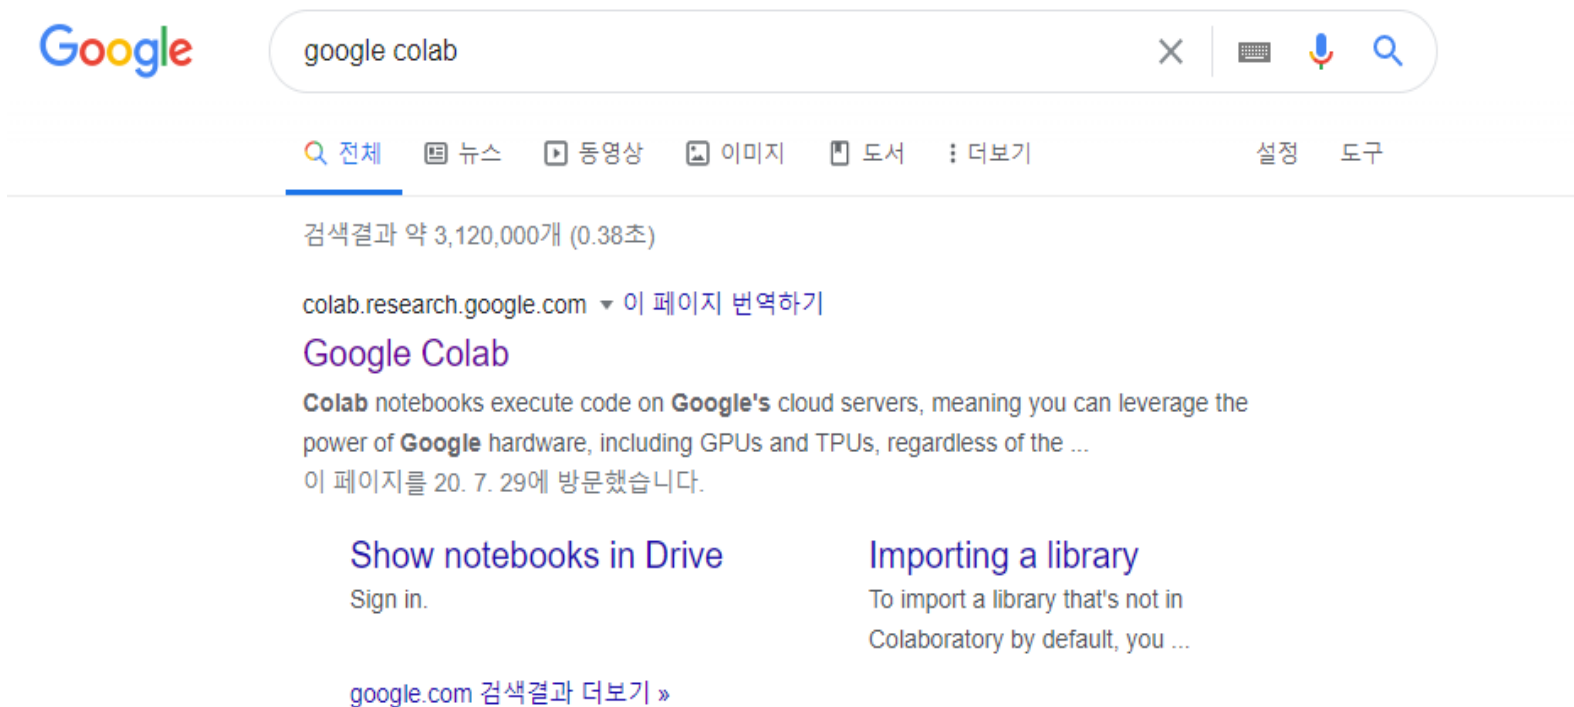 Google
google colab
전체 뉴스 동영상 이미지 도서 더보기 설정 도구
검색결과 약 3,120,000개 (0.38초)
colab.research.google.com ▼ 이 페이지 번역하기
Google Colab
Colab notebooks execute code on Google's cloud servers, meaning you can leverage the
power of Google hardware, including GPUs and TPUs, regardless of the ...
이 페이지를 20. 7. 29에 방문했습니다.
Show notebooks in Drive
Sign in.
Importing a library
To import a library that's not in
Colaboratory by default, you ...
google.com 검색결과 더보기 »